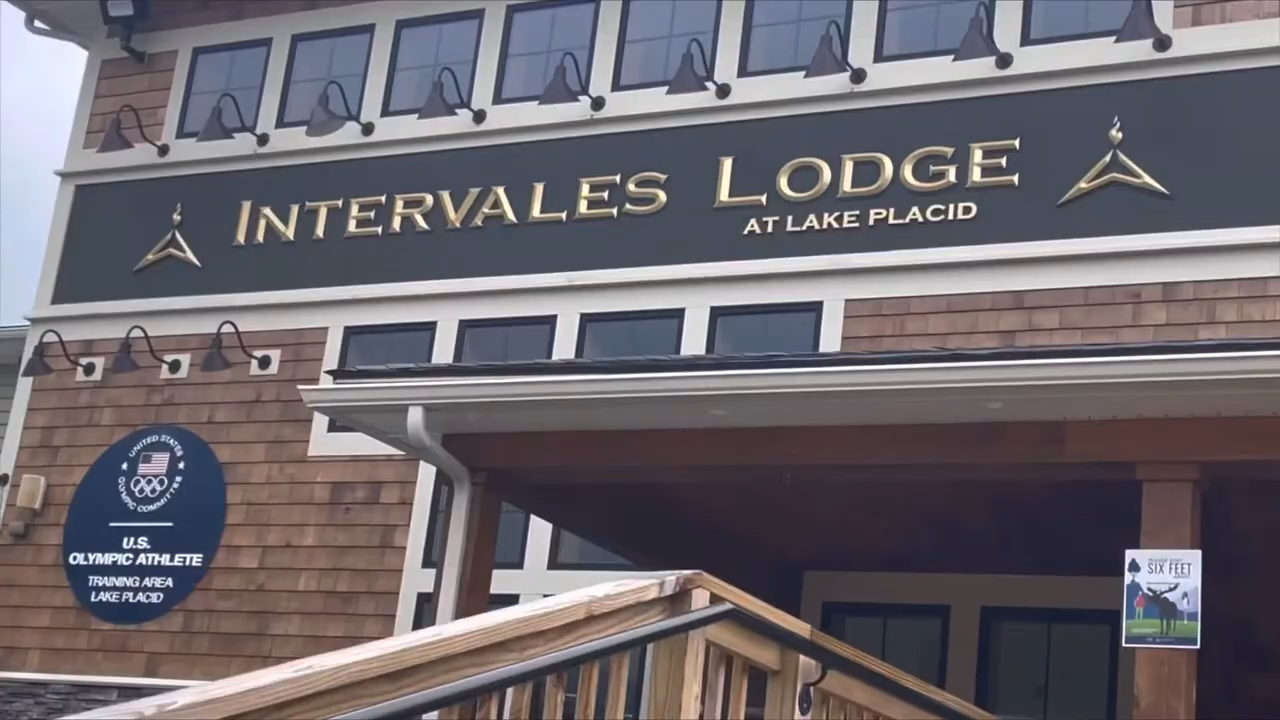 INTERVALES LODGE
AT LAKE PLACID
UNITED STATES
OLYMPIC COMMITTEE
U.S.
OLYMPIC ATHLETE
TRAINING AREA
LAKE PLACID
SIX FEET